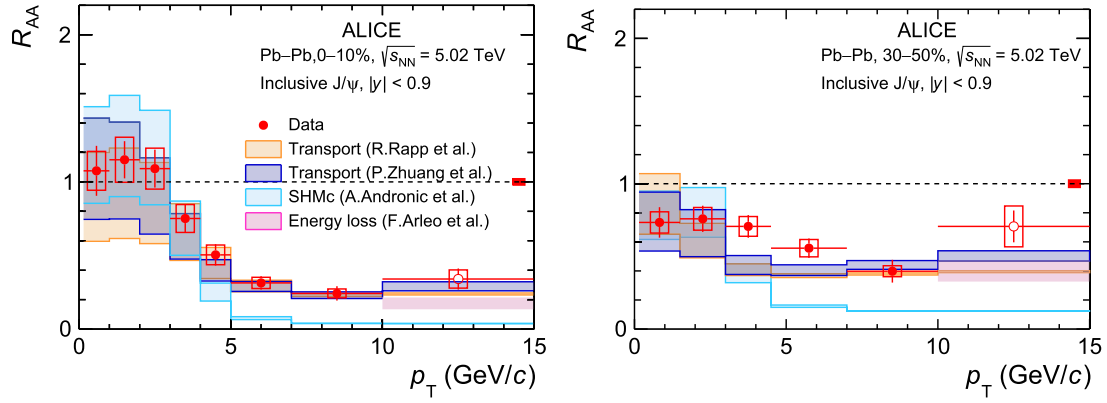 R_AA
ALICE
Pb–Pb,0–10%, √s_NN = 5.02 TeV
Inclusive J/ψ, |y| < 0.9
Data
Transport (R.Rapp et al.)
Transport (P.Zhuang et al.)
SHMc (A.Andronic et al.)
Energy loss (F.Arleo et al.)
2
1
0
0 5 10 15
p_T (GeV/c)
R_AA
ALICE
Pb–Pb, 30–50%, √s_NN = 5.02 TeV
Inclusive J/ψ, |y| < 0.9
2
1
0
0 5 10 15
p_T (GeV/c)